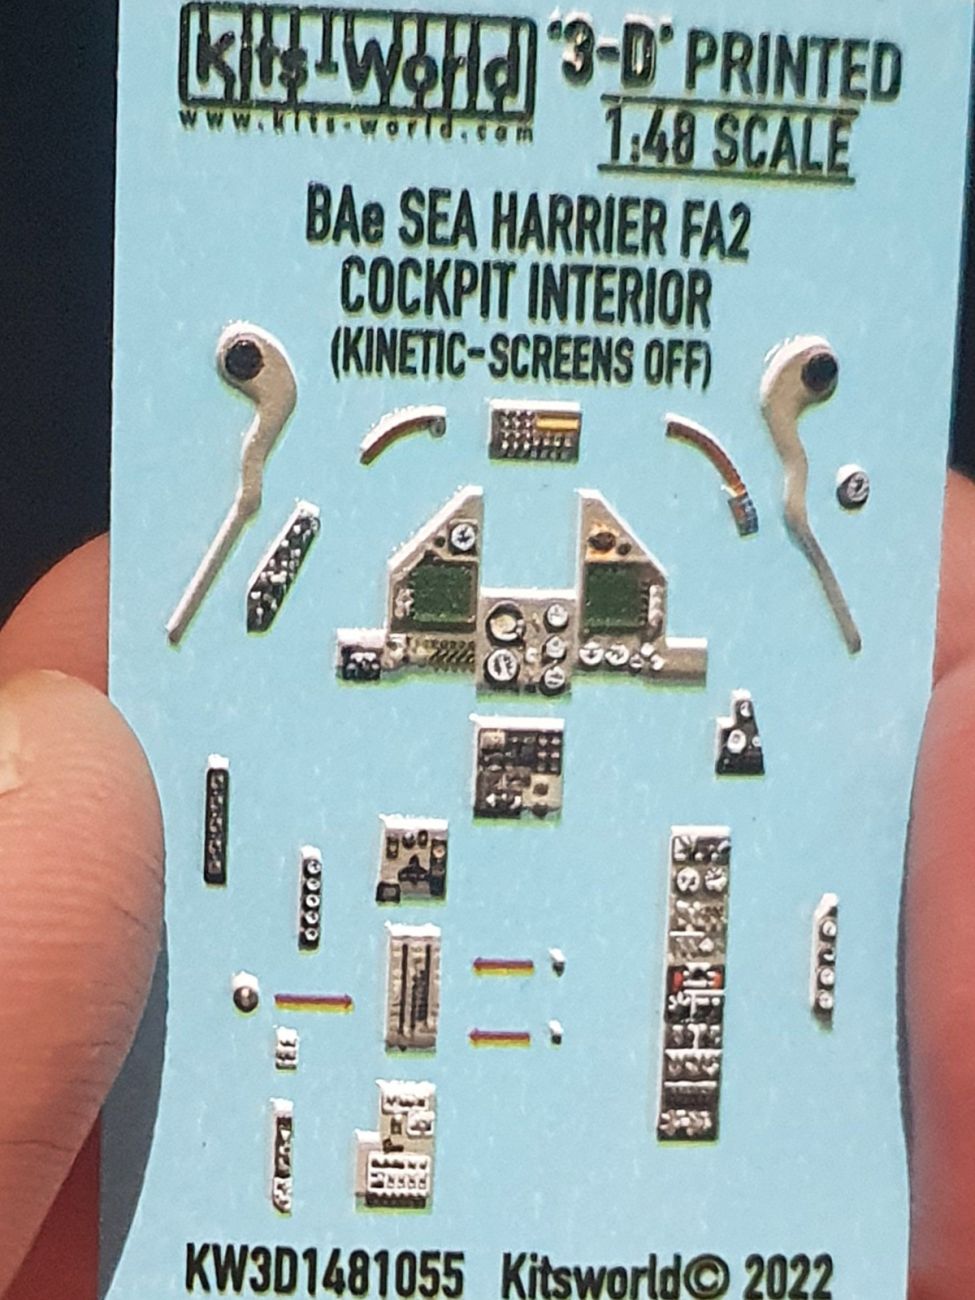 Kits-World
www.kits-world.com
"3-D" PRINTED
1:48 SCALE
BAe SEA HARRIER FA2
COCKPIT INTERIOR
(KINETIC-SCREENS OFF)
KW3D1481055 Kitsworld© 2022